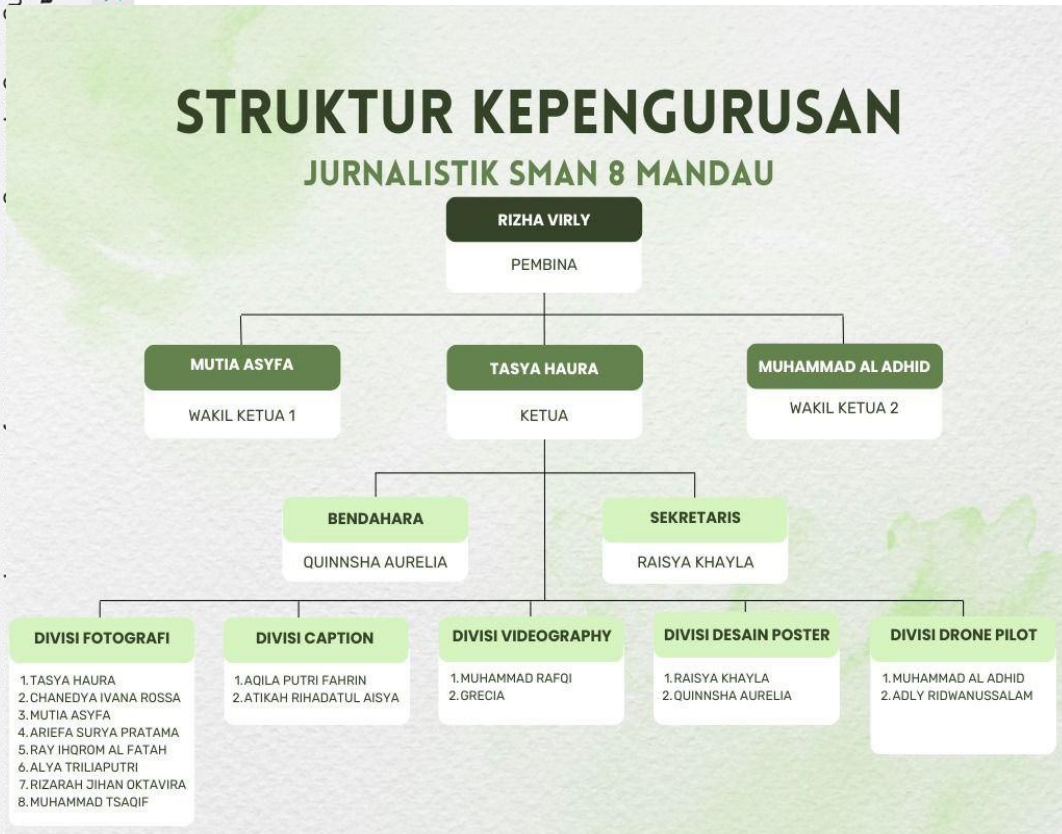 STRUKTUR KEPENGURUSAN
JURNALISTIK SMAN 8 MANDAU
RIZHA VIRLY
PEMBINA
MUTIA ASYFA
WAKIL KETUA 1
TASYA HAURA
KETUA
MUHAMMAD AL ADHID
WAKIL KETUA 2
BENDAHARA
QUINNSHA AURELIA
SEKRETARIS
RAISYA KHAYLA
DIVISI FOTOGRAFI
1.TASYA HAURA
2.CHANEDYA IVANA ROSSA
3.MUTIA ASYFA
4.ARIEFA SURYA PRATAMA
5.RAY IHQROM AL FATAH
6.ALYA TRILIAPUTRI
7.RIZARAH JIHAN OKTAVIRA
8.MUHAMMAD TSAQIF
DIVISI CAPTION
1.AQILA PUTRI FAHRIN
2.ATIKAH RIHADATUL AISYA
DIVISI VIDEOGRAPHY
1.MUHAMMAD RAFQI
2.GRECIA
DIVISI DESAIN POSTER
1.RAISYA KHAYLA
2.QUINNSHA AURELIA
DIVISI DRONE PILOT
1.MUHAMMAD AL ADHID
2.ADLY RIDWANUSSALAM